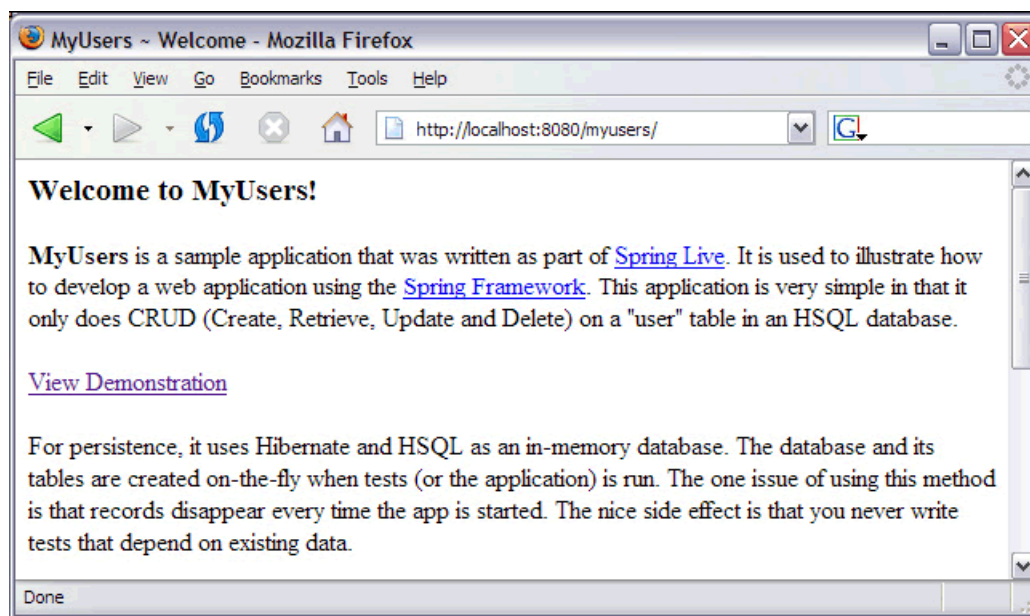 MyUsers ~ Welcome - Mozilla Firefox
File Edit View Go Bookmarks Tools Help
http://localhost:8080/myusers/ G
Welcome to MyUsers!
MyUsers is a sample application that was written as part of Spring Live. It is used to illustrate how
to develop a web application using the Spring Framework. This application is very simple in that it
only does CRUD (Create, Retrieve, Update and Delete) on a "user" table in an HSQL database.
View Demonstration
For persistence, it uses Hibernate and HSQL as an in-memory database. The database and its
tables are created on-the-fly when tests (or the application) is run. The one issue of using this method
is that records disappear every time the app is started. The nice side effect is that you never write
tests that depend on existing data.
Done